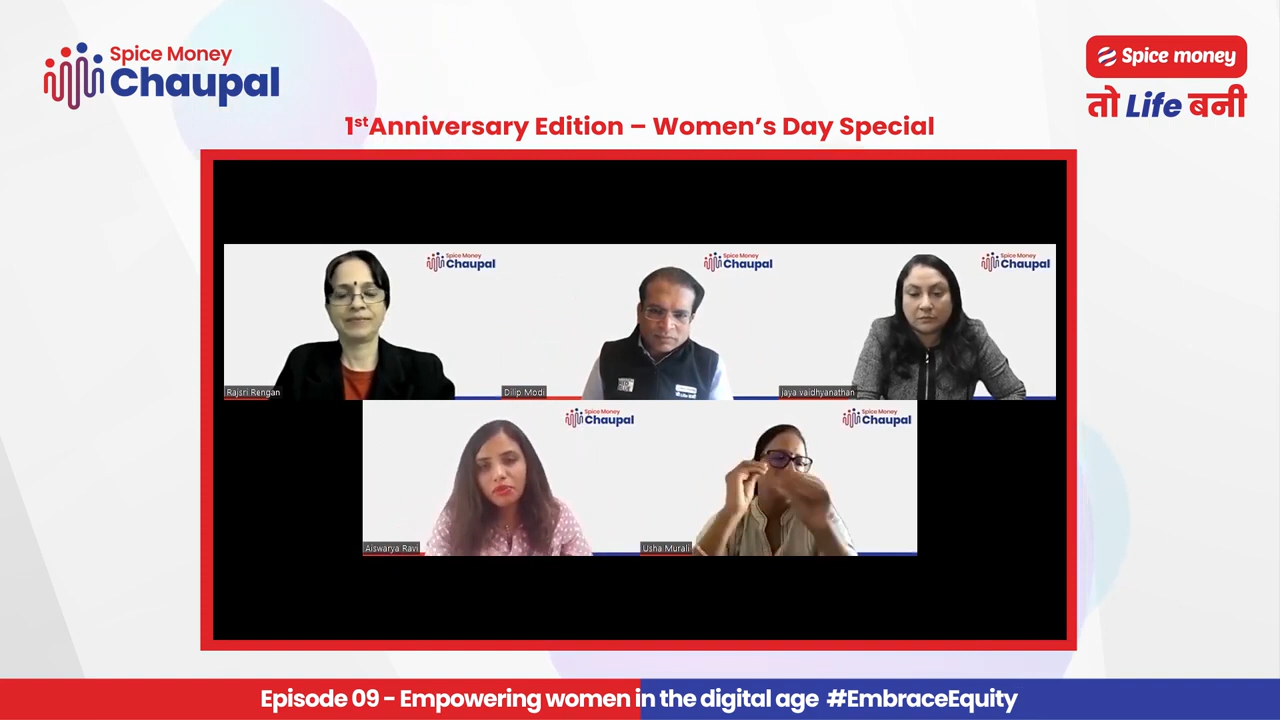 Spice Money
Chaupal
Spice money
तो Life बनी
1stAnniversary Edition – Women's Day Special
Spice Money
Chaupal
Spice Money
Chaupal
Spice Money
Chaupal
Rajsri Rengan
Dilip Modi
jaya vaidhyanathan
Spice Money
Chaupal
Spice Money
Chaupal
Aiswarya Ravi
Usha Murali
Episode 09 - Empowering women in the digital age #EmbraceEquity